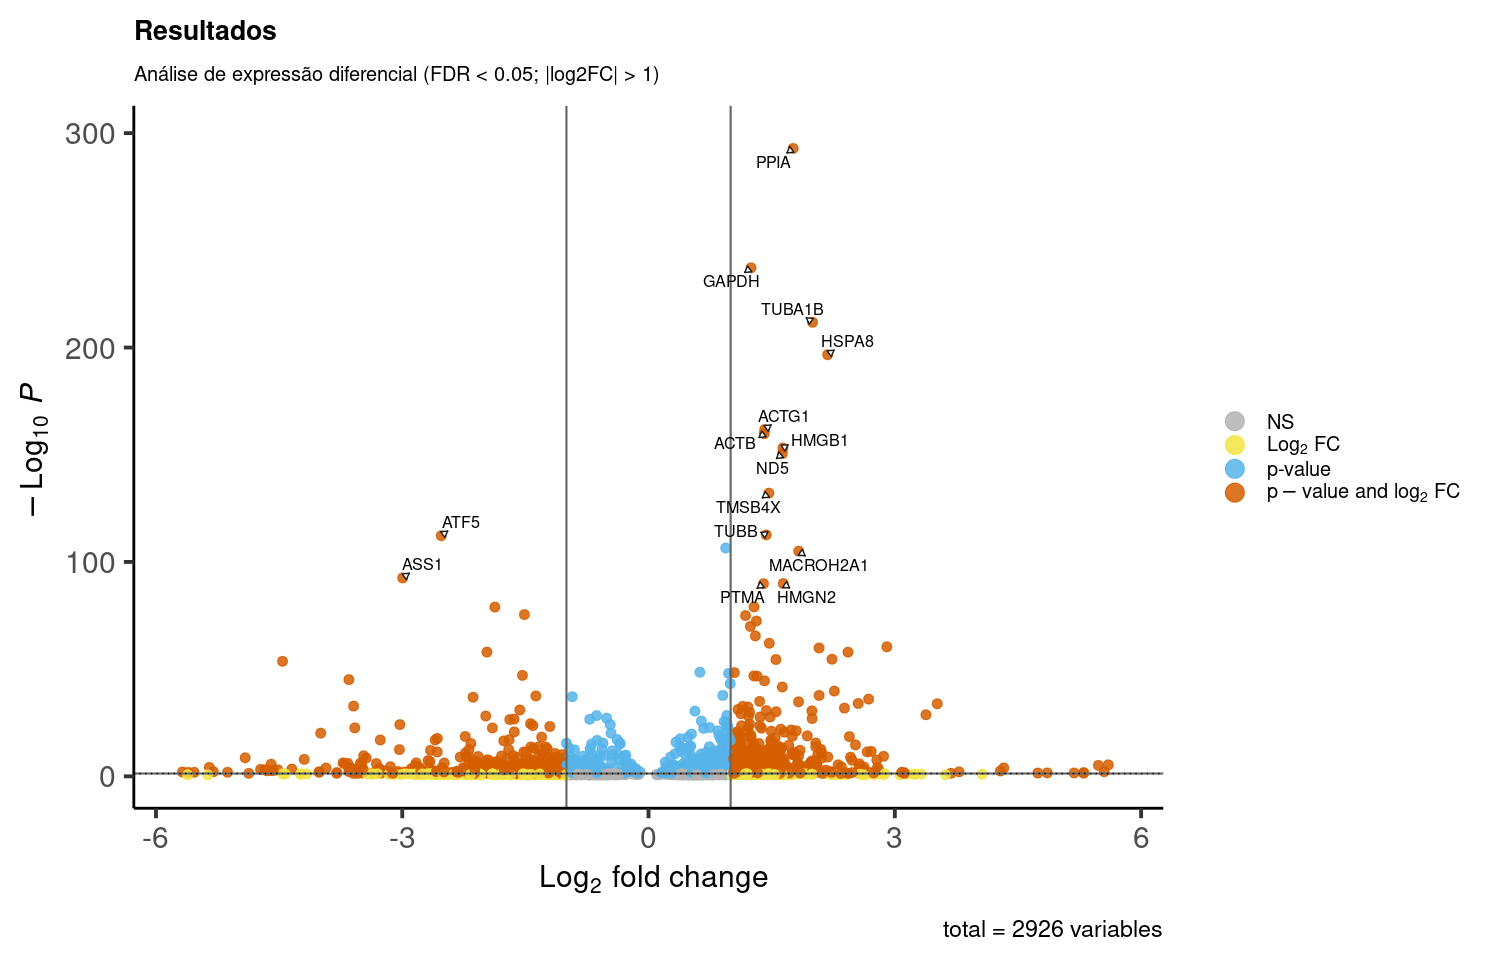 Resultados
Análise de expressão diferencial (FDR < 0.05; |log2FC| > 1)
300
200
100
0
− Log₁₀ P
PPIA
GAPDH
TUBA1B
HSPA8
ACTG1
ACTB
HMGB1
ND5
TMSB4X
TUBB
ATF5
MACROH2A1
ASS1
PTMA
HMGN2
NS
Log₂ FC
p-value
p − value and log₂ FC
-6
-3
0
3
6
Log₂ fold change
total = 2926 variables